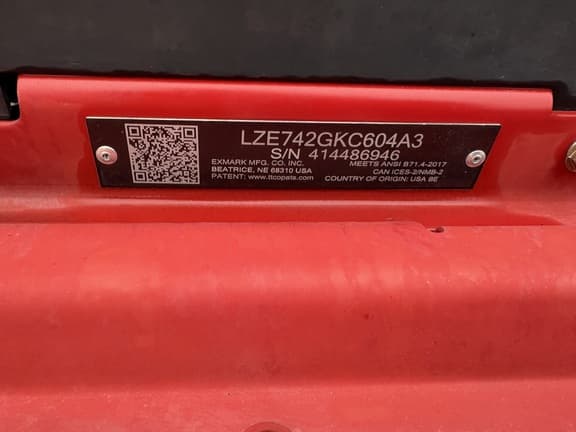 LZE742GKC604A3
S/N 414486946
EXMARK MFG. CO. INC. MEETS ANSI B71.4-2017
BEATRICE, NE 68310 USA CAN ICES-2/NMB-2
PATENT: www.ttcopats.com COUNTRY OF ORIGIN: USA BE